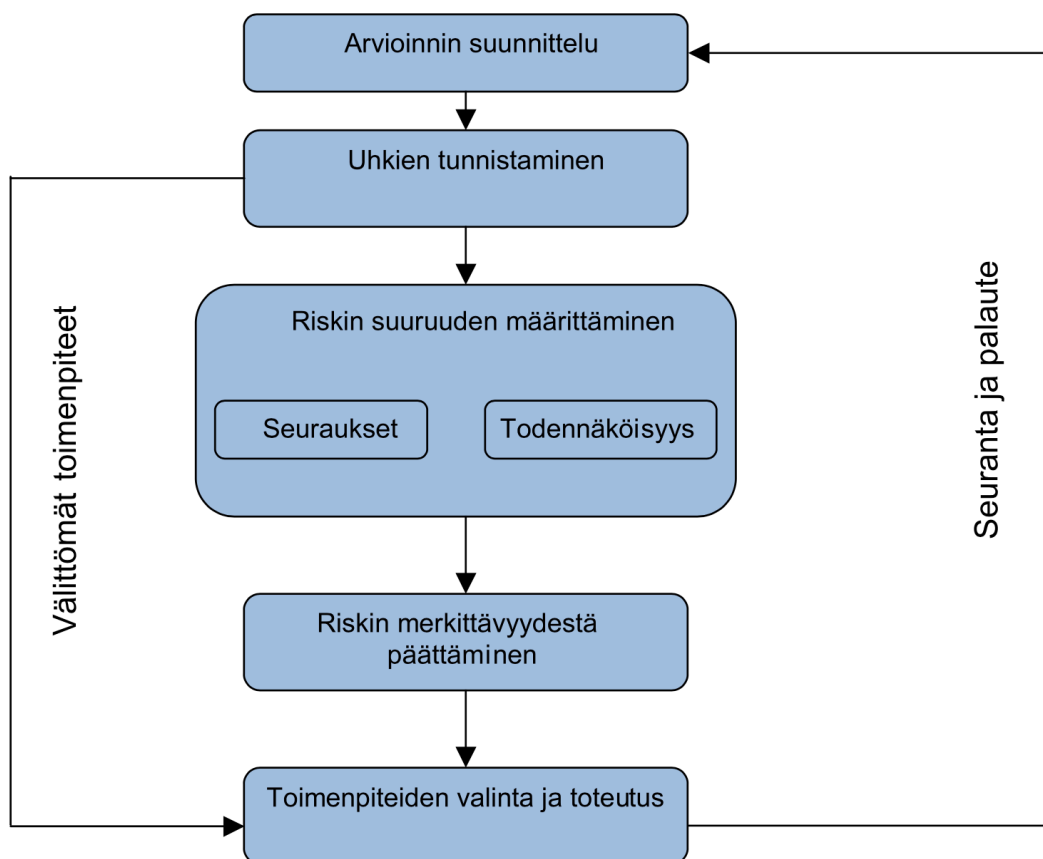 Arvioinnin suunnittelu
Uhkien tunnistaminen
Riskin suuruuden määrittäminen
Seuraukset
Todennäköisyys
Riskin merkittävyydestä
päättäminen
Toimenpiteiden valinta ja toteutus
Välittömät toimenpiteet
Seuranta ja palaute